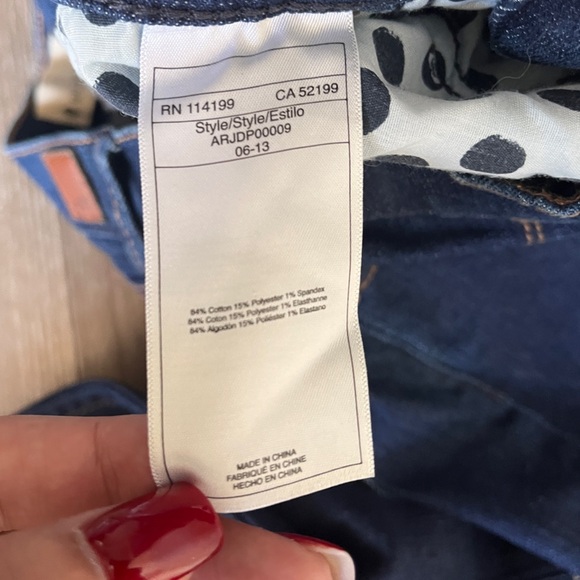 RN 114199 CA 52199
Style/Style/Estilo
ARJDP00009
06-13
84% Cotton 15% Polyester 1% Spandex
84% Coton 15% Polyester 1% Elasthanne
84% Algodón 15% Poliéster 1% Elastano
MADE IN CHINA
FABRIQUÉ EN CHINE
HECHO EN CHINA